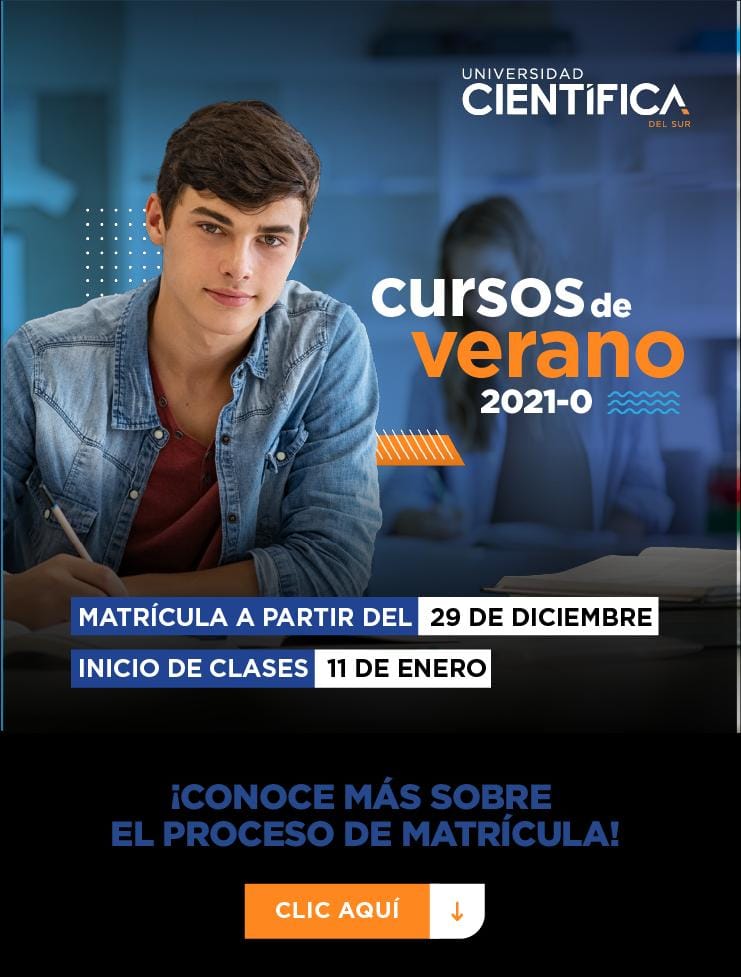 UNIVERSIDAD
CIENTÍFICA
DEL SUR
cursos de
verano
2021-0
MATRÍCULA A PARTIR DEL 29 DE DICIEMBRE
INICIO DE CLASES 11 DE ENERO
¡CONOCE MÁS SOBRE
EL PROCESO DE MATRÍCULA!
CLIC AQUÍ